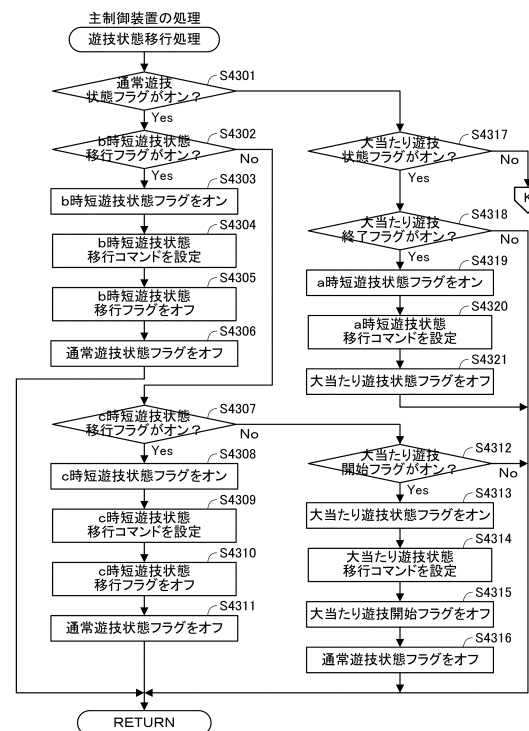 主制御装置の処理
遊技状態移行処理
S4301
通常遊技
状態フラグがオン？
Yes
S4302
b時短遊技状態
移行フラグがオン？
No
Yes
S4303
b時短遊技状態フラグをオン
S4304
b時短遊技状態
移行コマンドを設定
S4305
b時短遊技状態
移行フラグをオフ
S4306
通常遊技状態フラグをオフ
S4307
c時短遊技状態
移行フラグがオン？
No
Yes
S4308
c時短遊技状態フラグをオン
S4309
c時短遊技状態
移行コマンドを設定
S4310
c時短遊技状態
移行フラグをオフ
S4311
通常遊技状態フラグをオフ
RETURN
S4317
大当たり遊技
状態フラグがオン？
No
Yes
K
S4318
大当たり遊技
終了フラグがオン？
No
Yes
S4319
a時短遊技状態フラグをオン
S4320
a時短遊技状態
移行コマンドを設定
S4321
大当たり遊技状態フラグをオフ
S4312
大当たり遊技
開始フラグがオン？
No
Yes
S4313
大当たり遊技状態フラグをオン
S4314
大当たり遊技状態
移行コマンドを設定
S4315
大当たり遊技開始フラグをオフ
S4316
通常遊技状態フラグをオフ